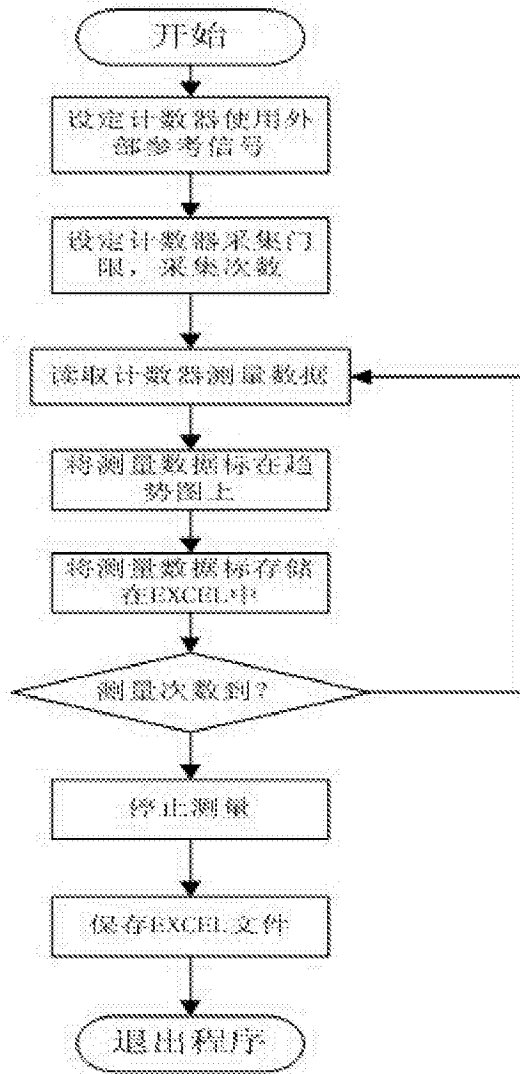 开始
设定计数器使用外
部参考信号
设定计数器采集门
限，采集次数
读取计数器测量数据
将测量数据标在趋
势图上
将测量数据标存储
在EXCEL中
测量次数到?
停止测量
保存EXCEL文件
退出程序